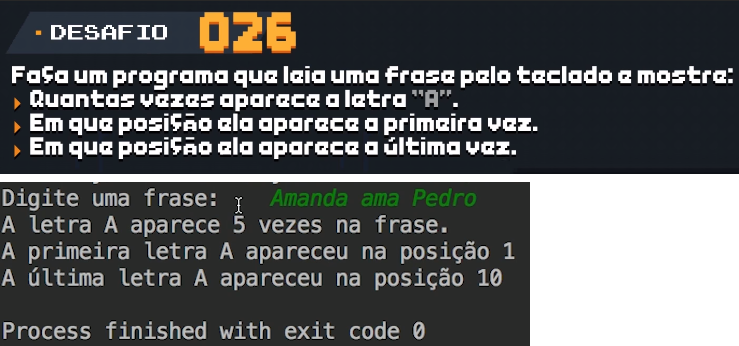 DESAFIO 026
Faça um programa que leia uma frase pelo teclado e mostre:
Quantas vezes aparece a letra "A".
Em que posição ela aparece a primeira vez.
Em que posição ela aparece a última vez.
Digite uma frase: Amanda ama Pedro
A letra A aparece 5 vezes na frase.
A primeira letra A apareceu na posição 1
A última letra A apareceu na posição 10
Process finished with exit code 0